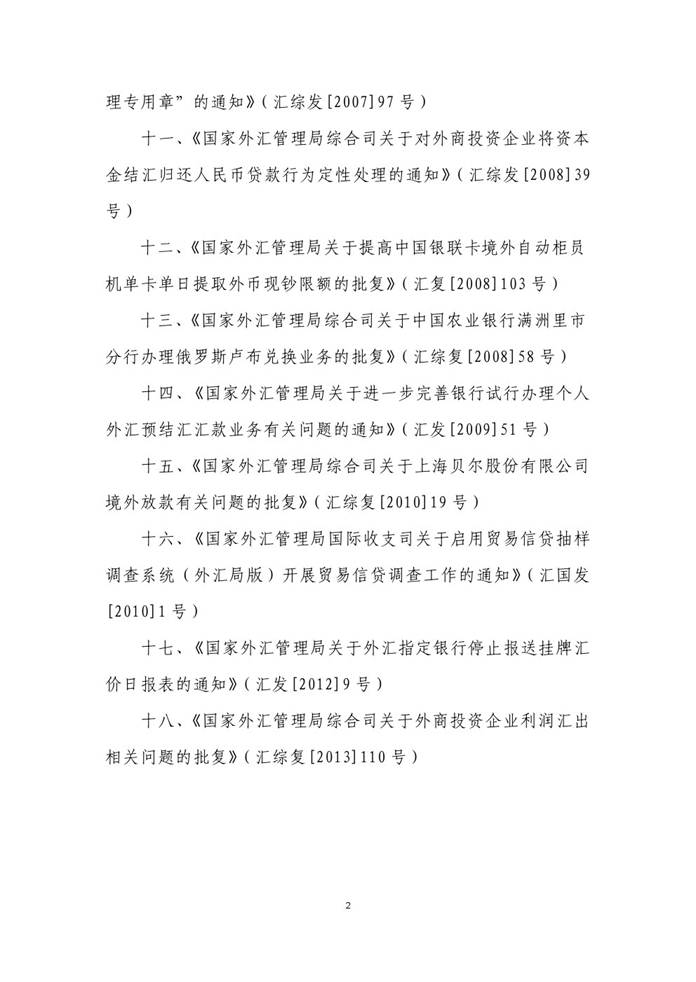 理专用章”的通知》（汇综发[2007]97 号）
十一、《国家外汇管理局综合司关于对外商投资企业将资本
金结汇归还人民币贷款行为定性处理的通知》（汇综发[2008]39
号）
十二、《国家外汇管理局关于提高中国银联卡境外自动柜员
机单卡单日提取外币现钞限额的批复》（汇复[2008]103 号）
十三、《国家外汇管理局综合司关于中国农业银行满洲里市
分行办理俄罗斯卢布兑换业务的批复》（汇综复[2008]58 号）
十四、《国家外汇管理局关于进一步完善银行试行办理个人
外汇预结汇汇款业务有关问题的通知》（汇发[2009]51 号）
十五、《国家外汇管理局综合司关于上海贝尔股份有限公司
境外放款有关问题的批复》（汇综复[2010]19 号）
十六、《国家外汇管理局国际收支司关于启用贸易信贷抽样
调查系统（外汇局版）开展贸易信贷调查工作的通知》（汇国发
[2010]1 号）
十七、《国家外汇管理局关于外汇指定银行停止报送挂牌汇
价日报表的通知》（汇发[2012]9 号）
十八、《国家外汇管理局综合司关于外商投资企业利润汇出
相关问题的批复》（汇综复[2013]110 号）
2